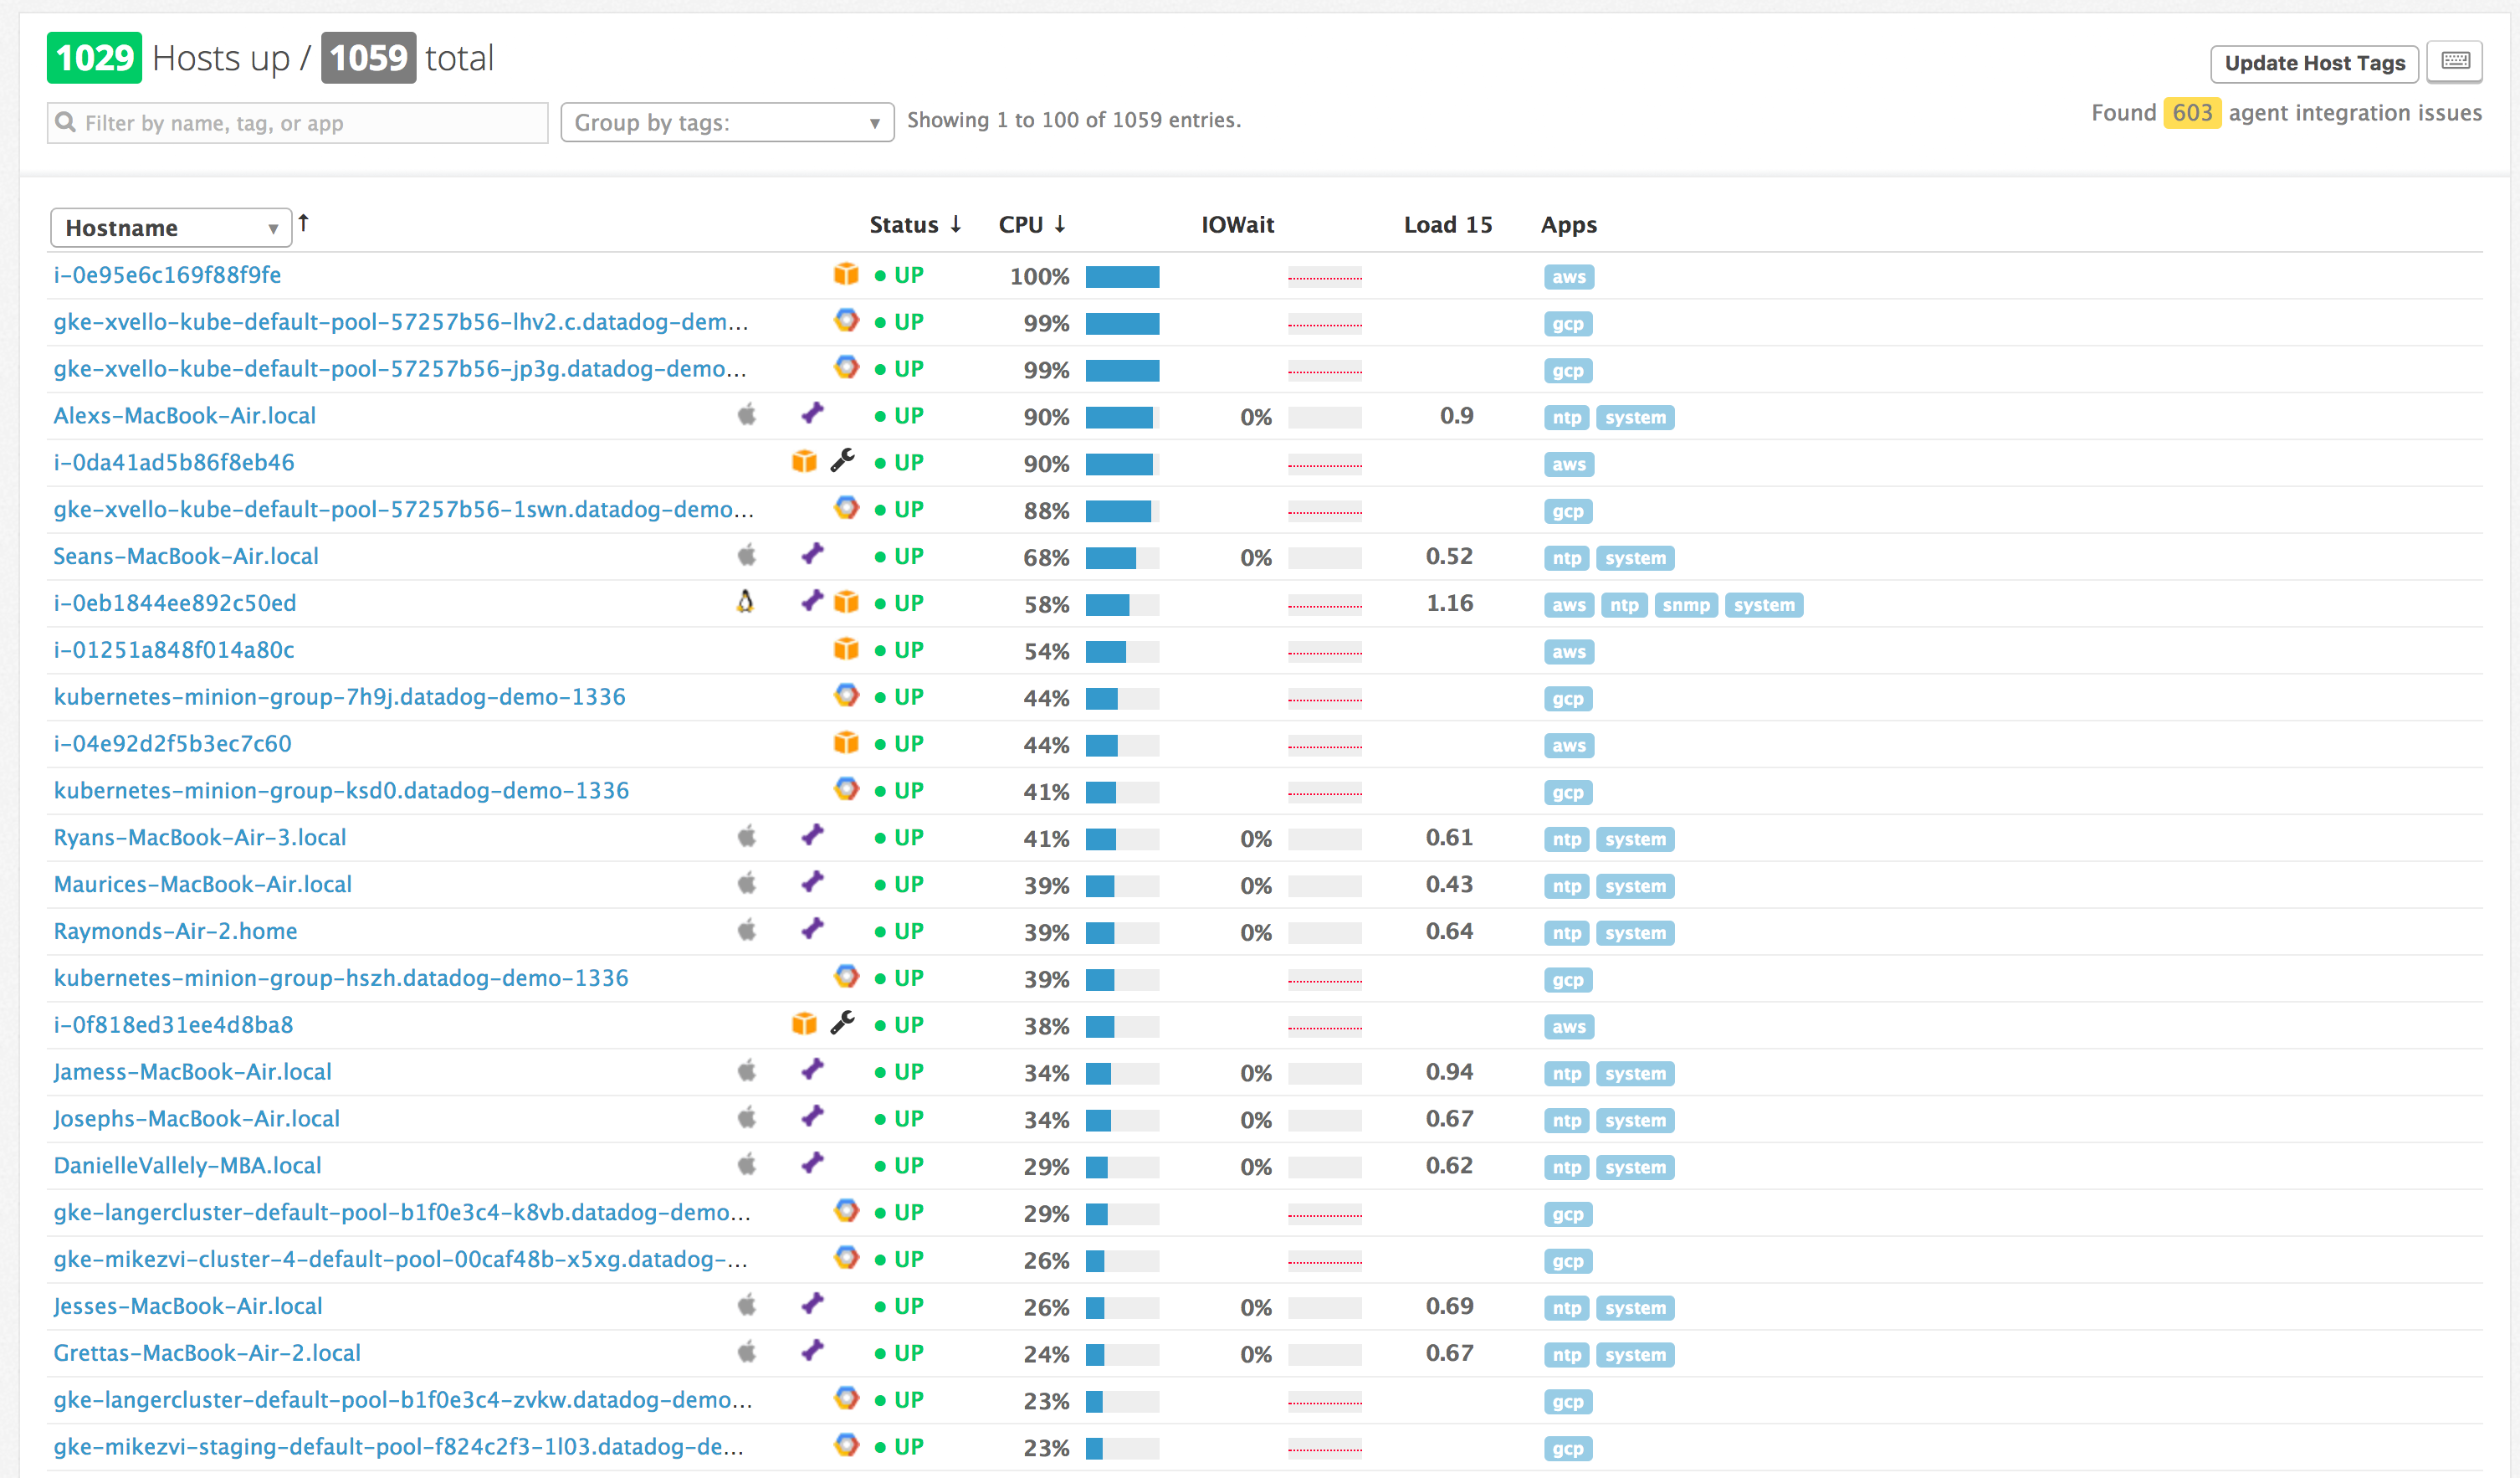 1029 Hosts up / 1059 total
Update Host Tags
Filter by name, tag, or app Group by tags: Showing 1 to 100 of 1059 entries. Found 603 agent integration issues
Hostname ↑ Status ↓ CPU ↓ IOWait Load 15 Apps
i-0e95e6c169f88f9fe UP 100% aws
gke-xvello-kube-default-pool-57257b56-lhv2.c.datadog-dem... UP 99% gcp
gke-xvello-kube-default-pool-57257b56-jp3g.datadog-demo... UP 99% gcp
Alexs-MacBook-Air.local UP 90% 0% 0.9 ntp system
i-0da41ad5b86f8eb46 UP 90% aws
gke-xvello-kube-default-pool-57257b56-1swn.datadog-demo... UP 88% gcp
Seans-MacBook-Air.local UP 68% 0% 0.52 ntp system
i-0eb1844ee892c50ed UP 58% 1.16 aws ntp snmp system
i-01251a848f014a80c UP 54% aws
kubernetes-minion-group-7h9j.datadog-demo-1336 UP 44% gcp
i-04e92d2f5b3ec7c60 UP 44% aws
kubernetes-minion-group-ksd0.datadog-demo-1336 UP 41% gcp
Ryans-MacBook-Air-3.local UP 41% 0% 0.61 ntp system
Maurices-MacBook-Air.local UP 39% 0% 0.43 ntp system
Raymonds-Air-2.home UP 39% 0% 0.64 ntp system
kubernetes-minion-group-hszh.datadog-demo-1336 UP 39% gcp
i-0f818ed31ee4d8ba8 UP 38% aws
Jamess-MacBook-Air.local UP 34% 0% 0.94 ntp system
Josephs-MacBook-Air.local UP 34% 0% 0.67 ntp system
DanielleVallely-MBA.local UP 29% 0% 0.62 ntp system
gke-langercluster-default-pool-b1f0e3c4-k8vb.datadog-demo... UP 29% gcp
gke-mikezvi-cluster-4-default-pool-00caf48b-x5xg.datadog-... UP 26% gcp
Jesses-MacBook-Air.local UP 26% 0% 0.69 ntp system
Grettas-MacBook-Air-2.local UP 24% 0% 0.67 ntp system
gke-langercluster-default-pool-b1f0e3c4-zvkw.datadog-demo... UP 23% gcp
gke-mikezvi-staging-default-pool-f824c2f3-1l03.datadog-de... UP 23% gcp